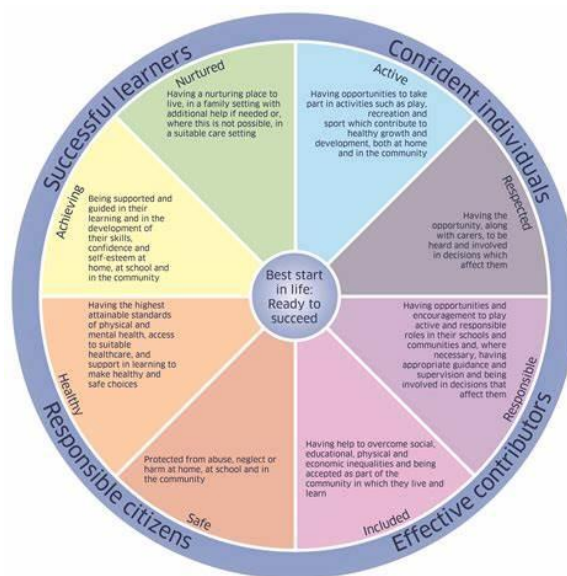 Successful learners
Confident individuals
Nurtured
Having a nurturing place to
live, in a family setting with
additional help if needed or,
where this is not possible, in
a suitable care setting
Active
Having opportunities to take
part in activities such as play,
recreation and
sport which contribute to
healthy growth and
development, both at home
and in the community
Achieving
Being supported and
guided in their
learning and in the
development of
their skills,
confidence and
self-esteem at
home, at school and
in the community
Respected
Having the
opportunity, along
with carers, to be
heard and involved
in decisions which
affect them
Best start
in life:
Ready to
succeed
Healthy
Having the highest
attainable standards
of physical and
mental health, access
to suitable
healthcare, and
support in learning to
make healthy and
safe choices
Responsible
Having opportunities and
encouragement to play
active and responsible
roles in their schools and
communities and, where
necessary, having
appropriate guidance and
supervision and being
involved in decisions that
affect them
Protected from abuse, neglect or
harm at home, at school and in
the community
Safe
Having help to overcome social,
educational, physical and
economic inequalities and being
accepted as part of the
community in which they live and
learn
Included
Responsible citizens
Effective contributors